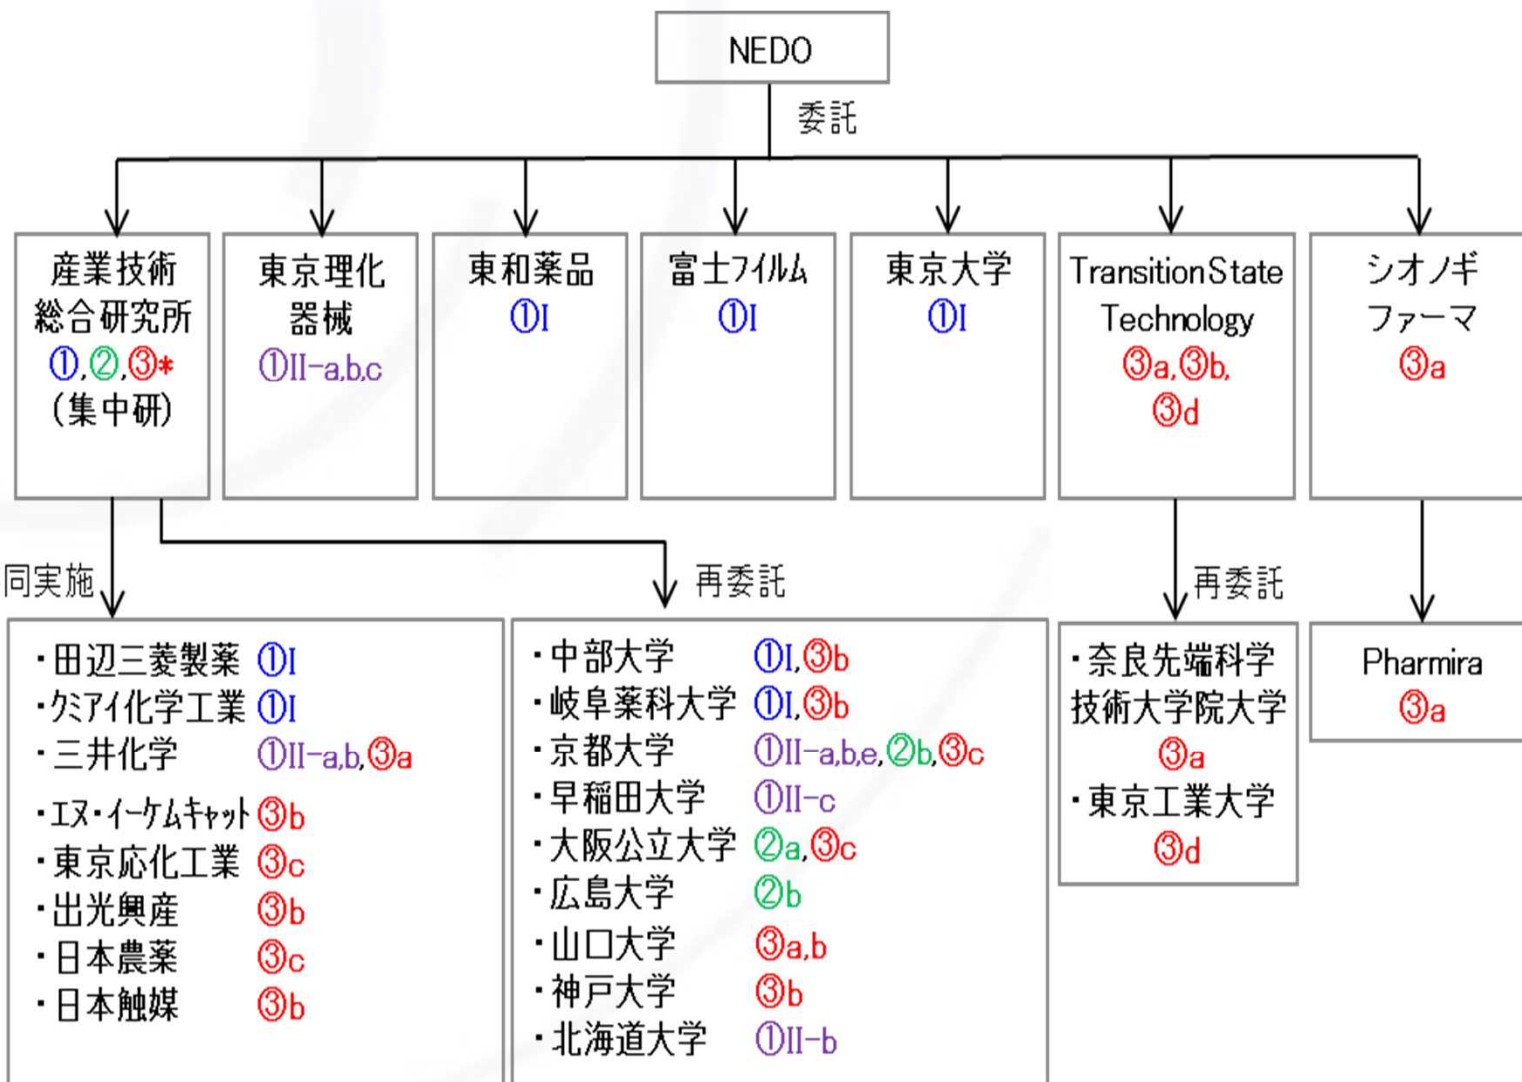 NEDO
委託
産業技術
総合研究所
①,②,③*
(集中研)
東京理化
器械
①II-a,b,c
東和薬品
①I
富士フイルム
①I
東京大学
①I
Transition State
Technology
③a,③b,
③d
シオノギ
ファーマ
③a
同実施
再委託
再委託
・田辺三菱製薬 ①I
・クミアイ化学工業 ①I
・三井化学 ①II-a,b,③a
・エヌ・イーケムキャット ③b
・東京応化工業 ③c
・出光興産 ③b
・日本農薬 ③c
・日本触媒 ③b
・中部大学 ①I,③b
・岐阜薬科大学 ①I,③b
・京都大学 ①II-a,b,e,②b,③c
・早稲田大学 ①II-c
・大阪公立大学 ②a,③c
・広島大学 ②b
・山口大学 ③a,b
・神戸大学 ③b
・北海道大学 ①II-b
・奈良先端科学
技術大学院大学
③a
・東京工業大学
③d
Pharmira
③a